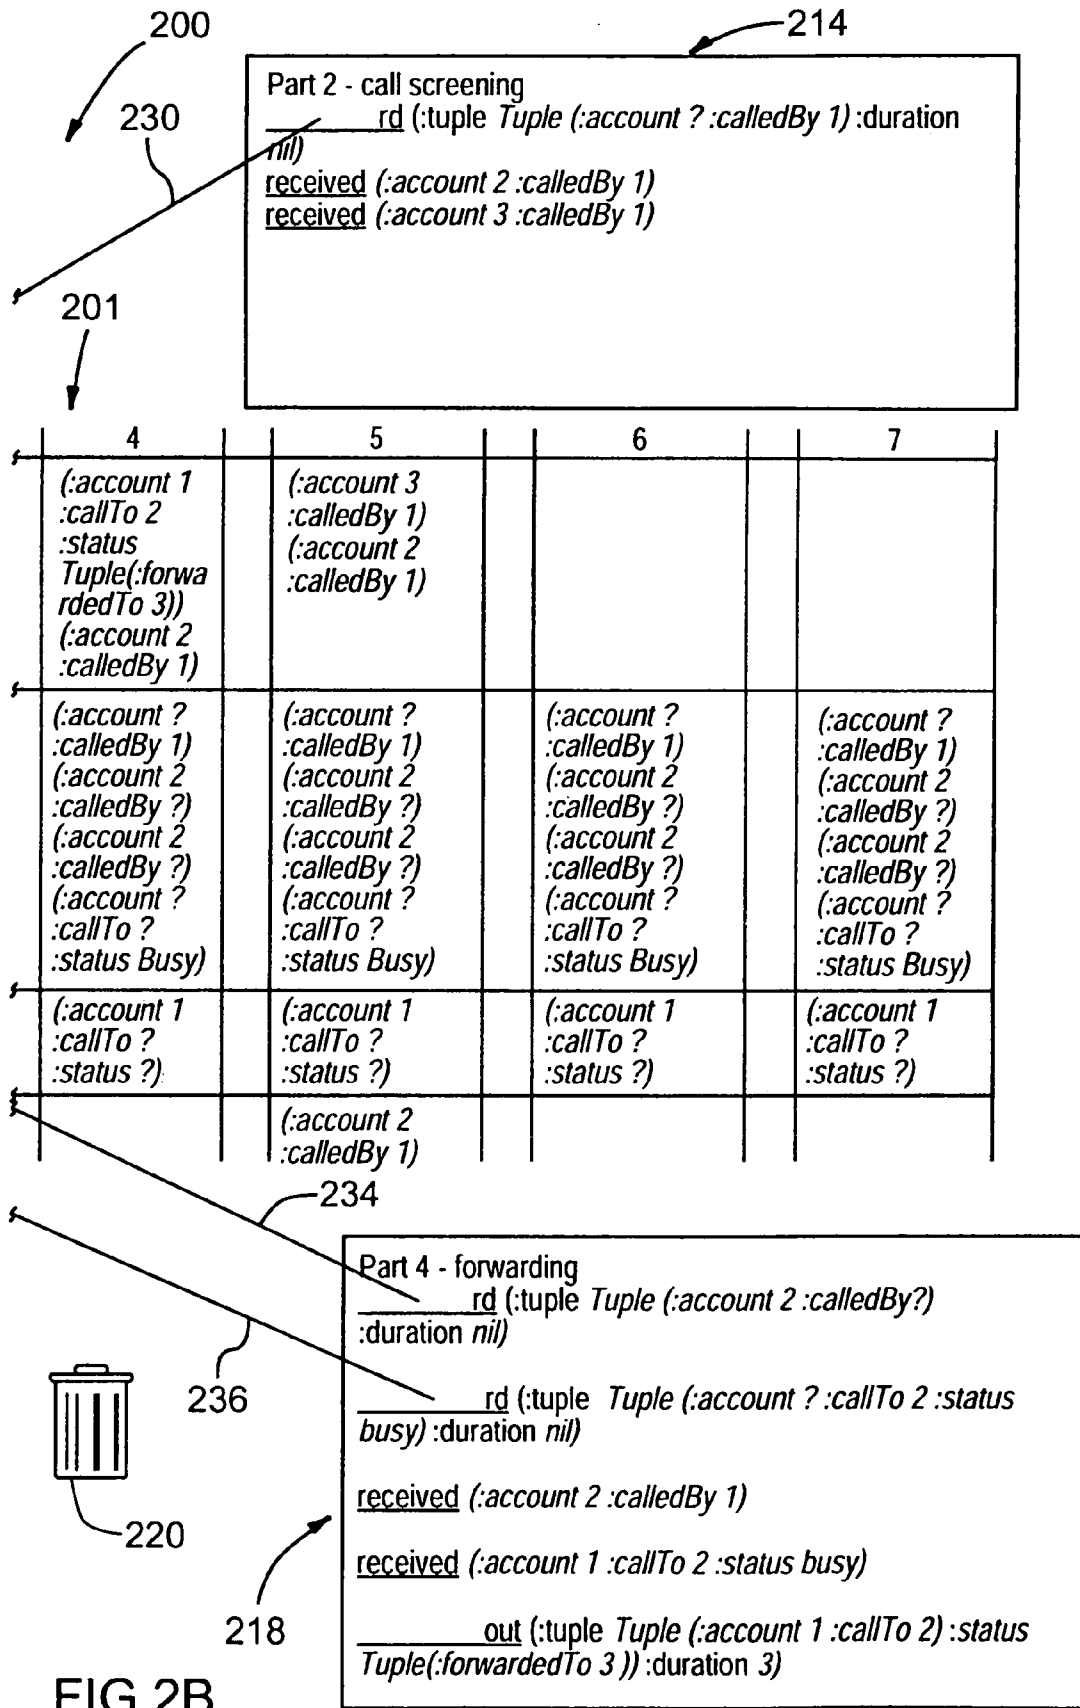 200
214
Part 2 - call screening
rd (:tuple Tuple (:account ? :calledBy 1) :duration
nil)
received (:account 2 :calledBy 1)
received (:account 3 :calledBy 1)
230
201
4
5
6
7
(:account 1
:callTo 2
:status
Tuple(:forwa
rdedTo 3))
(:account 2
:calledBy 1)
(:account 3
:calledBy 1)
(:account 2
:calledBy 1)
(:account ?
:calledBy 1)
(:account 2
:calledBy ?)
(:account 2
:calledBy ?)
(:account ?
:callTo ?
:status Busy)
(:account ?
:calledBy 1)
(:account 2
:calledBy ?)
(:account 2
:calledBy ?)
(:account ?
:callTo ?
:status Busy)
(:account ?
:calledBy 1)
(:account 2
:calledBy ?)
(:account 2
:calledBy ?)
(:account ?
:callTo ?
:status Busy)
(:account ?
:calledBy 1)
(:account 2
:calledBy ?)
(:account 2
:calledBy ?)
(:account ?
:callTo ?
:status Busy)
(:account 1
:callTo ?
:status ?)
(:account 1
:callTo ?
:status ?)
(:account 1
:callTo ?
:status ?)
(:account 1
:callTo ?
:status ?)
(:account 2
:calledBy 1)
234
236
Part 4 - forwarding
rd (:tuple Tuple (:account 2 :calledBy?)
:duration nil)
rd (:tuple Tuple (:account ? :callTo 2 :status
busy) :duration nil)
received (:account 2 :calledBy 1)
received (:account 1 :callTo 2 :status busy)
out (:tuple Tuple (:account 1 :callTo 2) :status
Tuple(:forwardedTo 3 )) :duration 3)
220
218
FIG 2B